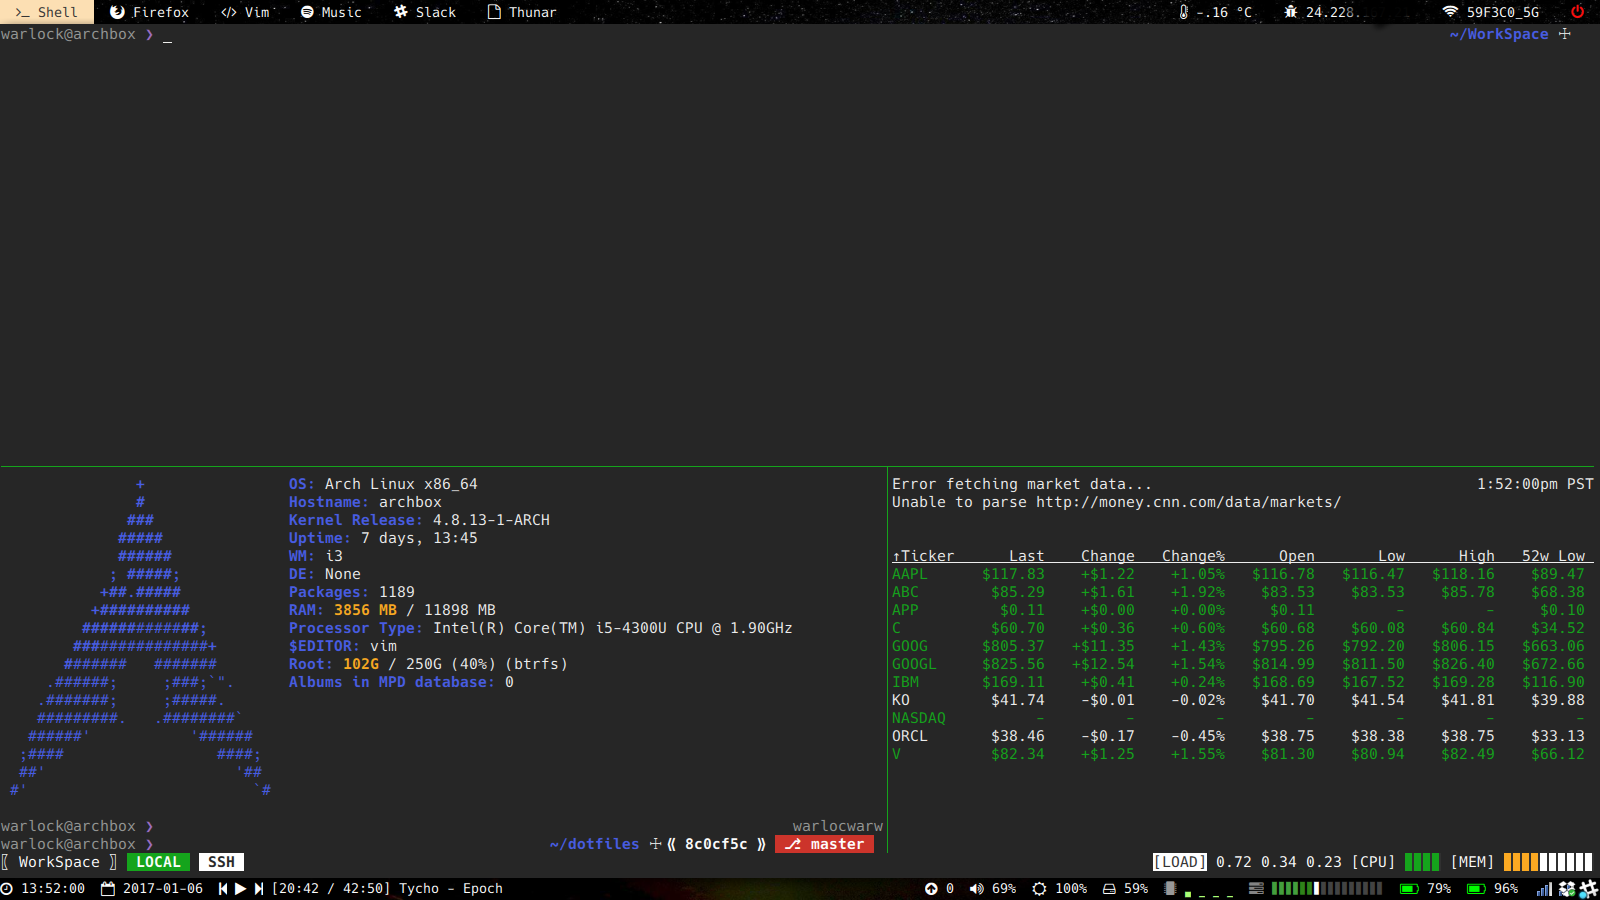 >_ Shell Firefox </> Vim Music Slack Thunar -.16 °C 24.228. 59F3C0_5G
warlock@archbox ❯ _ ~/WorkSpace ☩
OS: Arch Linux x86_64
Hostname: archbox
Kernel Release: 4.8.13-1-ARCH
Uptime: 7 days, 13:45
WM: i3
DE: None
Packages: 1189
RAM: 3856 MB / 11898 MB
Processor Type: Intel(R) Core(TM) i5-4300U CPU @ 1.90GHz
$EDITOR: vim
Root: 102G / 250G (40%) (btrfs)
Albums in MPD database: 0
+
#
###
#####
######
; #####;
+##.#####
+##########
#############;
###############+
####### #######
.######; ;###;`".
.#######; ;#####.
#########. .########`
######' '######
;#### ####;
##' '##
#' `#
warlock@archbox ❯ warlocwarw
warlock@archbox ❯ ~/dotfiles ☩ ⟪ 8c0cf5c ⟫ ⎇ master
Error fetching market data... 1:52:00pm PST
Unable to parse http://money.cnn.com/data/markets/
↑Ticker Last Change Change% Open Low High 52w Low
AAPL $117.83 +$1.22 +1.05% $116.78 $116.47 $118.16 $89.47
ABC $85.29 +$1.61 +1.92% $83.53 $83.53 $85.78 $68.38
APP $0.11 +$0.00 +0.00% $0.11 - - $0.10
C $60.70 +$0.36 +0.60% $60.68 $60.08 $60.84 $34.52
GOOG $805.37 +$11.35 +1.43% $795.26 $792.20 $806.15 $663.06
GOOGL $825.56 +$12.54 +1.54% $814.99 $811.50 $826.40 $672.66
IBM $169.11 +$0.41 +0.24% $168.69 $167.52 $169.28 $116.90
KO $41.74 -$0.01 -0.02% $41.70 $41.54 $41.81 $39.88
NASDAQ - - - - - - -
ORCL $38.46 -$0.17 -0.45% $38.75 $38.38 $38.75 $33.13
V $82.34 +$1.25 +1.55% $81.30 $80.94 $82.49 $66.12
〖 WorkSpace 〗 LOCAL SSH [LOAD] 0.72 0.34 0.23 [CPU] [MEM]
13:52:00 2017-01-06 [20:42 / 42:50] Tycho - Epoch 0 69% 100% 59% 79% 96%